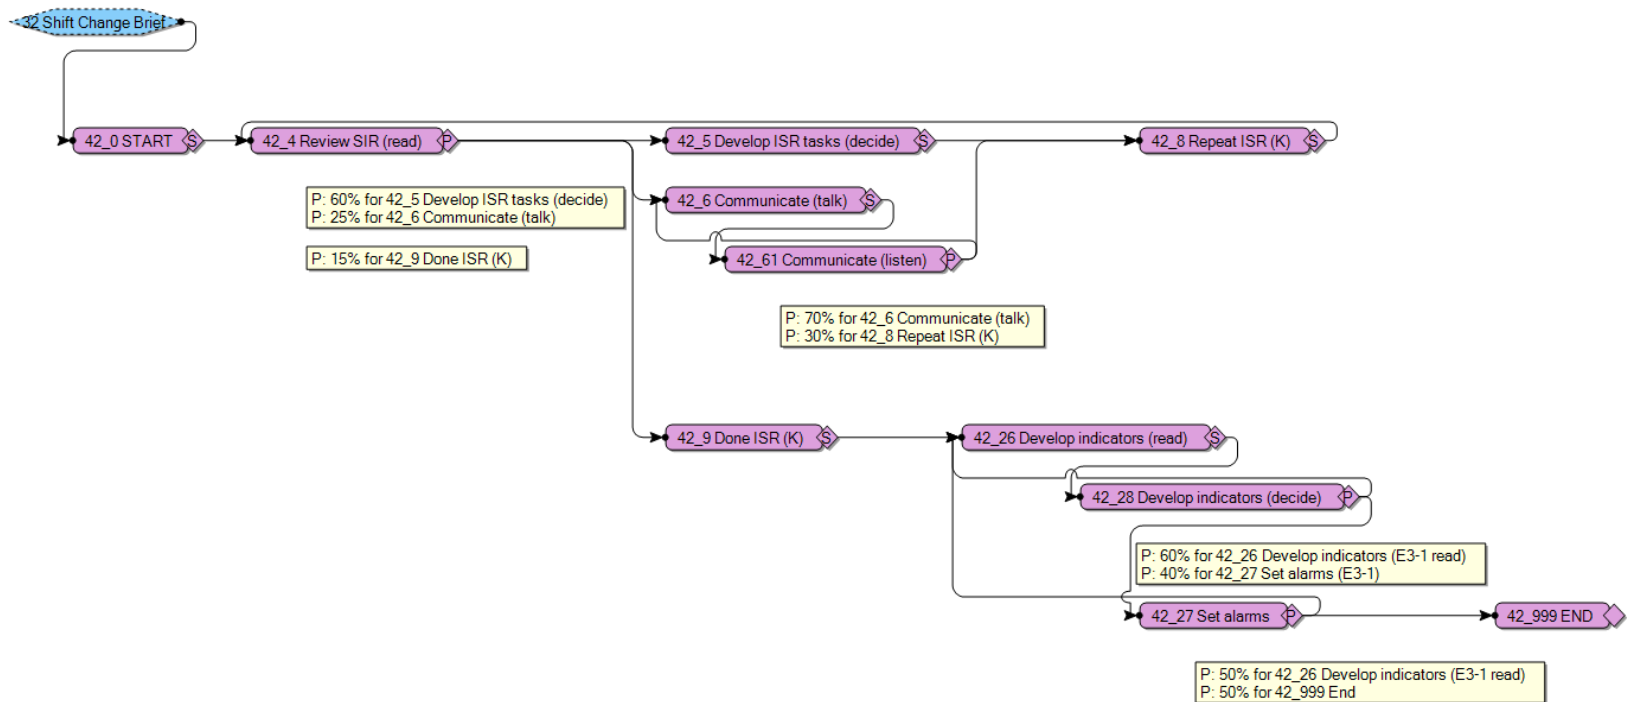 32 Shift Change Brief
42_0 START S
42_4 Review SIR (read) P
42_5 Develop ISR tasks (decide) S
42_8 Repeat ISR (K) S
P: 60% for 42_5 Develop ISR tasks (decide)
P: 25% for 42_6 Communicate (talk)
42_6 Communicate (talk) S
P: 15% for 42_9 Done ISR (K)
42_61 Communicate (listen) P
P: 70% for 42_6 Communicate (talk)
P: 30% for 42_8 Repeat ISR (K)
42_9 Done ISR (K) S
42_26 Develop indicators (read) S
42_28 Develop indicators (decide) P
P: 60% for 42_26 Develop indicators (E3-1 read)
P: 40% for 42_27 Set alarms (E3-1)
42_27 Set alarms P
42_999 END
P: 50% for 42_26 Develop indicators (E3-1 read)
P: 50% for 42_999 End